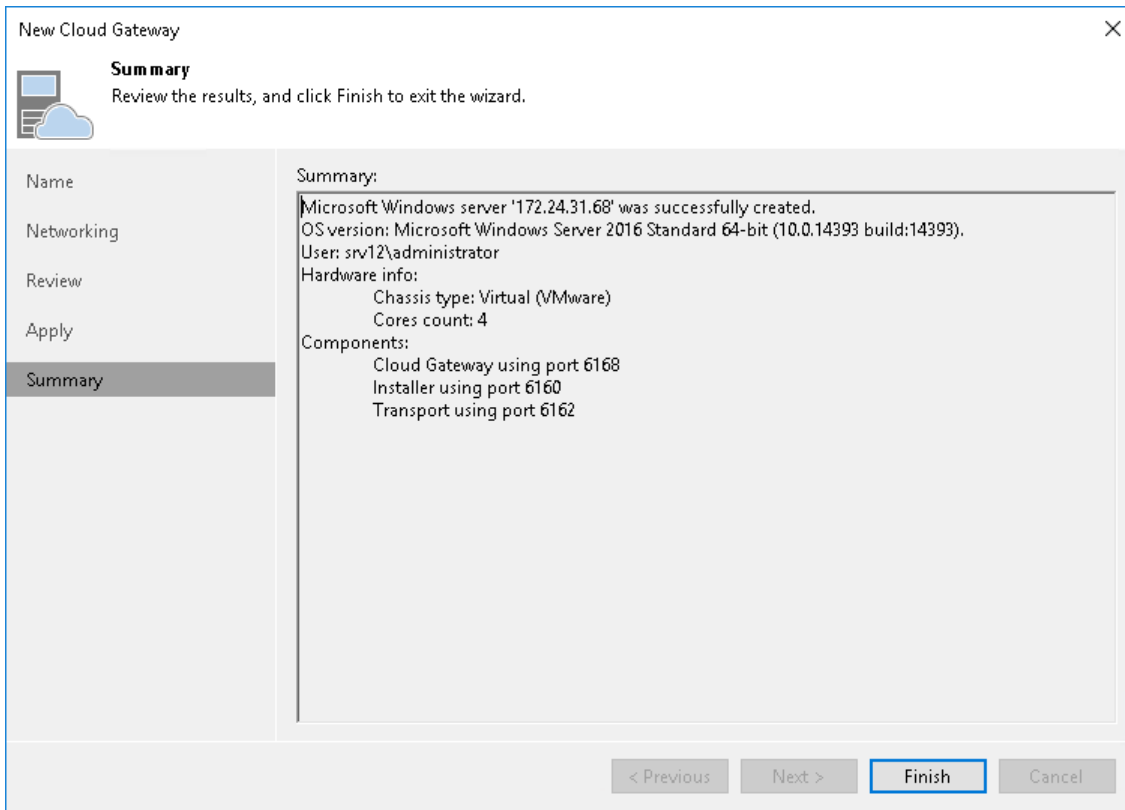 New Cloud Gateway
Summary
Review the results, and click Finish to exit the wizard.
Name
Networking
Review
Apply
Summary
Summary:
Microsoft Windows server '172.24.31.68' was successfully created.
OS version: Microsoft Windows Server 2016 Standard 64-bit (10.0.14393 build:14393).
User: srv12\administrator
Hardware info:
Chassis type: Virtual (VMware)
Cores count: 4
Components:
Cloud Gateway using port 6168
Installer using port 6160
Transport using port 6162
< Previous
Next >
Finish
Cancel